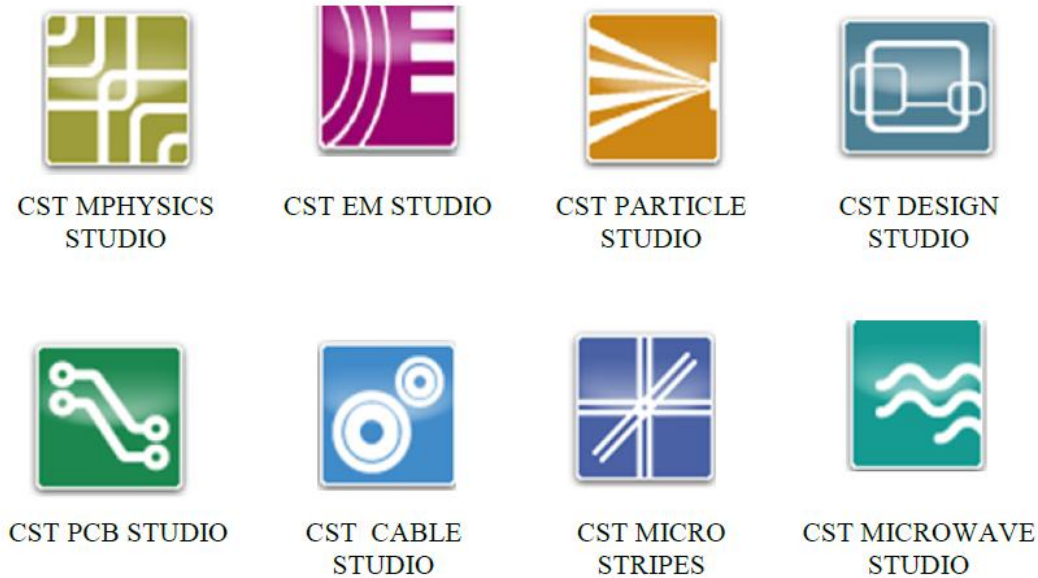 CST MPHYSICS
STUDIO
CST EM STUDIO
CST PARTICLE
STUDIO
CST DESIGN
STUDIO
CST PCB STUDIO
CST CABLE
STUDIO
CST MICRO
STRIPES
CST MICROWAVE
STUDIO